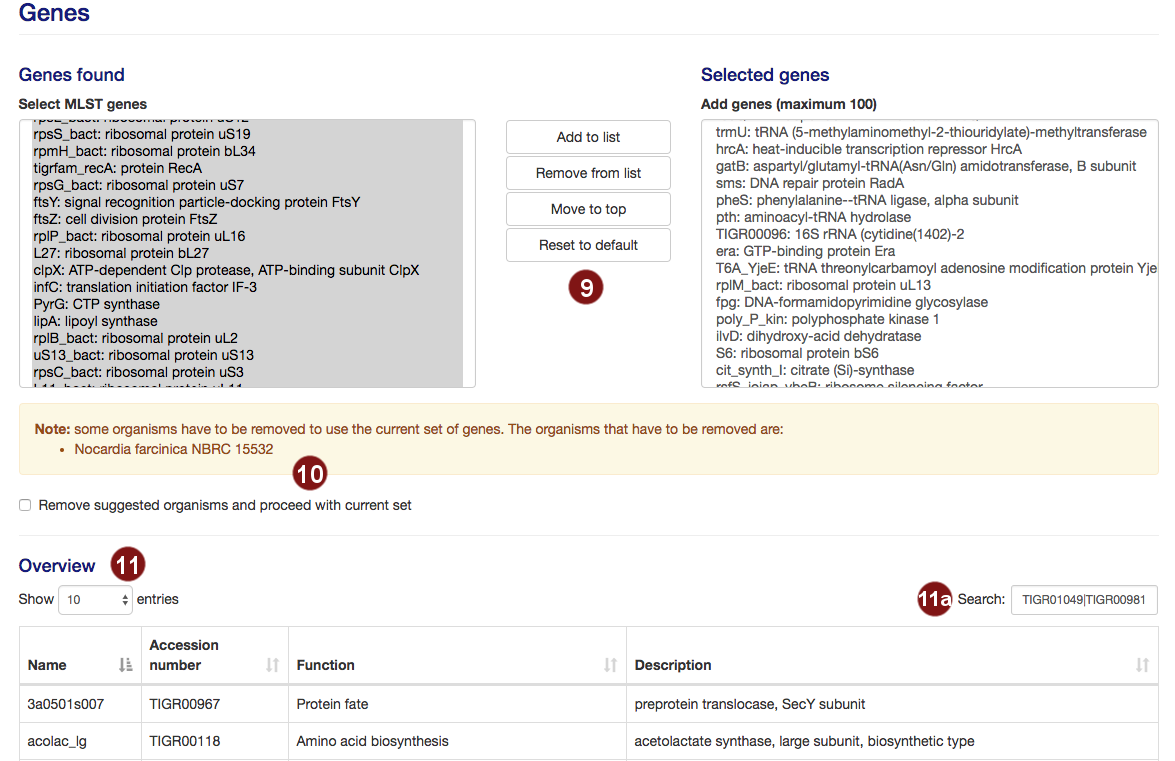 Genes
Genes found
Select MLST genes
rpsS_bact: ribosomal protein uS19
rpmH_bact: ribosomal protein bL34
tigrfam_recA: protein RecA
rpsG_bact: ribosomal protein uS7
ftsY: signal recognition particle-docking protein FtsY
ftsZ: cell division protein FtsZ
rplP_bact: ribosomal protein uL16
L27: ribosomal protein bL27
clpX: ATP-dependent Clp protease, ATP-binding subunit ClpX
infC: translation initiation factor IF-3
PyrG: CTP synthase
lipA: lipoyl synthase
rplB_bact: ribosomal protein uL2
uS13_bact: ribosomal protein uS13
rpsC_bact: ribosomal protein uS3
L11_bact: ribosomal protein uL11
Add to list
Remove from list
Move to top
Reset to default
9
Selected genes
Add genes (maximum 100)
trmU: tRNA (5-methylaminomethyl-2-thiouridylate)-methyltransferase
hrcA: heat-inducible transcription repressor HrcA
gatB: aspartyl/glutamyl-tRNA(Asn/Gln) amidotransferase, B subunit
sms: DNA repair protein RadA
pheS: phenylalanine--tRNA ligase, alpha subunit
pth: aminoacyl-tRNA hydrolase
TIGR00096: 16S rRNA (cytidine(1402)-2
era: GTP-binding protein Era
T6A_YjeE: tRNA threonylcarbamoyl adenosine modification protein Yje
rplM_bact: ribosomal protein uL13
fpg: DNA-formamidopyrimidine glycosylase
poly_P_kin: polyphosphate kinase 1
ilvD: dihydroxy-acid dehydratase
S6: ribosomal protein bS6
cit_synth_I: citrate (Si)-synthase
rsfS_iojap_ybeB: ribosome silencing factor
Note: some organisms have to be removed to use the current set of genes. The organisms that have to be removed are:
• Nocardia farcinica NBRC 15532
10
Remove suggested organisms and proceed with current set
Overview 11
Show 10 entries
11a Search: TIGR01049|TIGR00981
Name Accession number Function Description
3a0501s007 TIGR00967 Protein fate preprotein translocase, SecY subunit
acolac_lg TIGR00118 Amino acid biosynthesis acetolactate synthase, large subunit, biosynthetic type